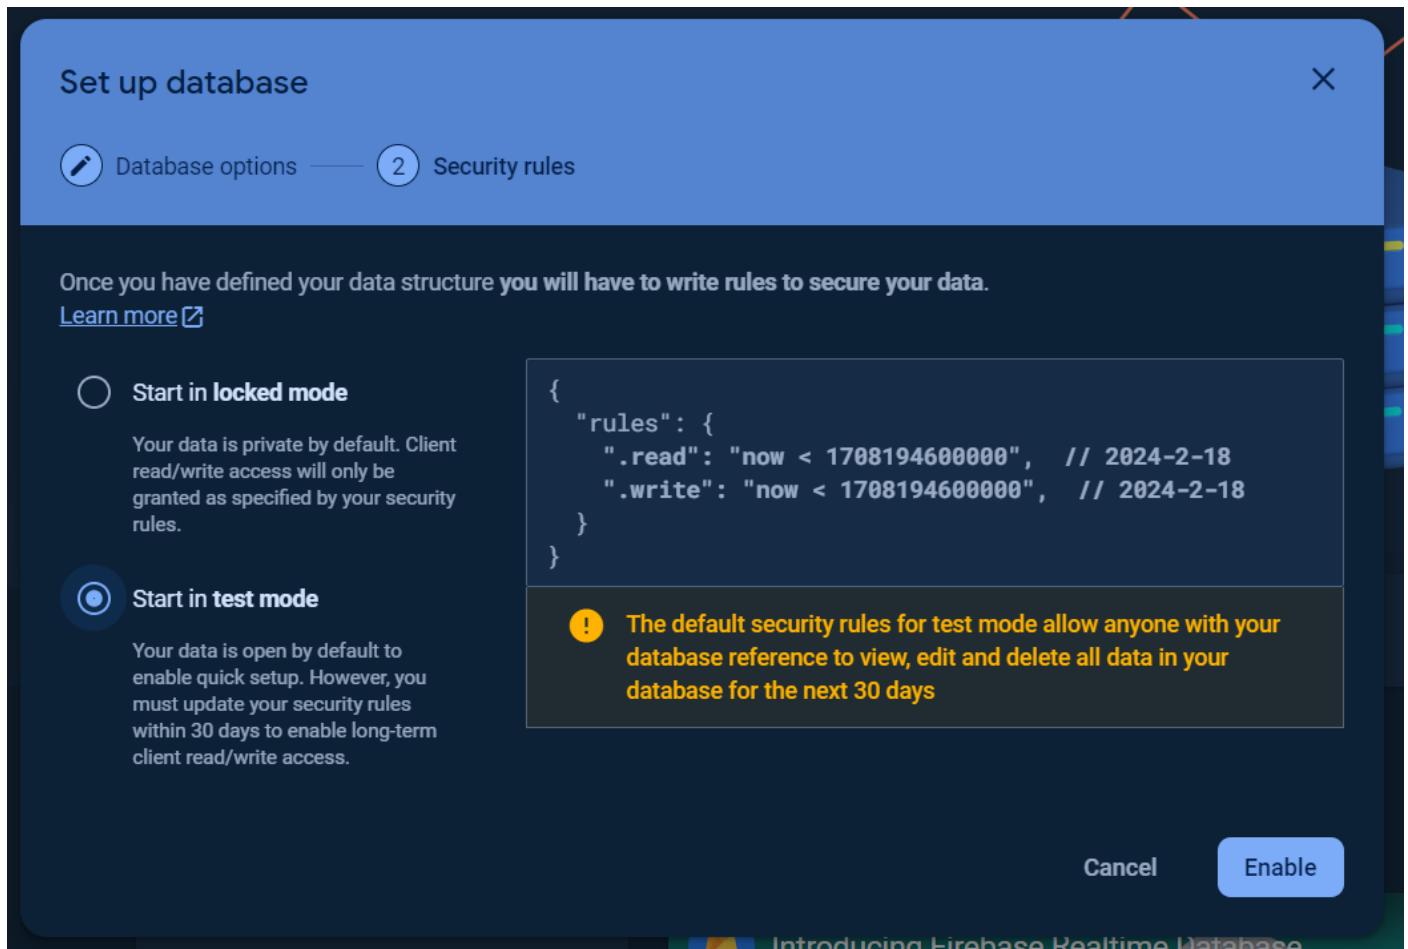 Set up database
Database options
2 Security rules
Once you have defined your data structure you will have to write rules to secure your data.
Learn more
Start in locked mode
Your data is private by default. Client
read/write access will only be
granted as specified by your security
rules.
Start in test mode
Your data is open by default to
enable quick setup. However, you
must update your security rules
within 30 days to enable long-term
client read/write access.
{
"rules": {
".read": "now < 1708194600000", // 2024-2-18
".write": "now < 1708194600000", // 2024-2-18
}
}
The default security rules for test mode allow anyone with your
database reference to view, edit and delete all data in your
database for the next 30 days
Cancel
Enable
Introducing Firebase Realtime Database